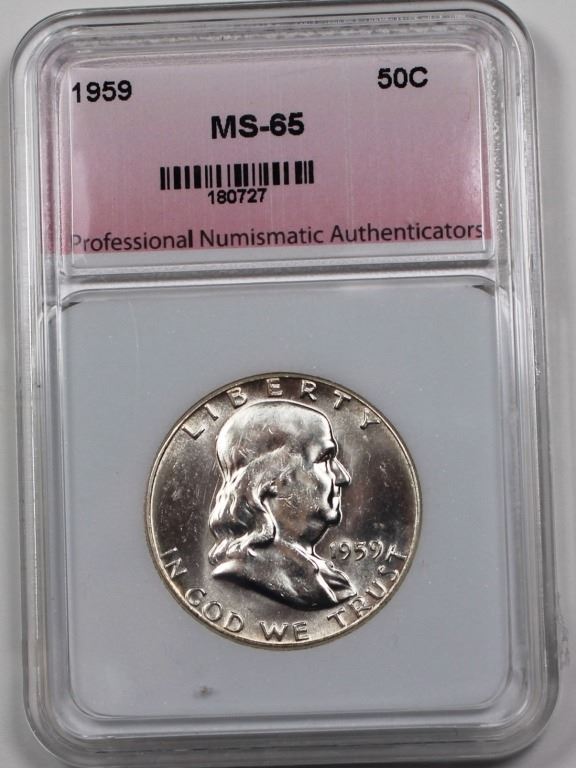 1959 50C
MS-65
180727
Professional Numismatic Authenticators
LIBERTY
1959
IN GOD WE TRUST